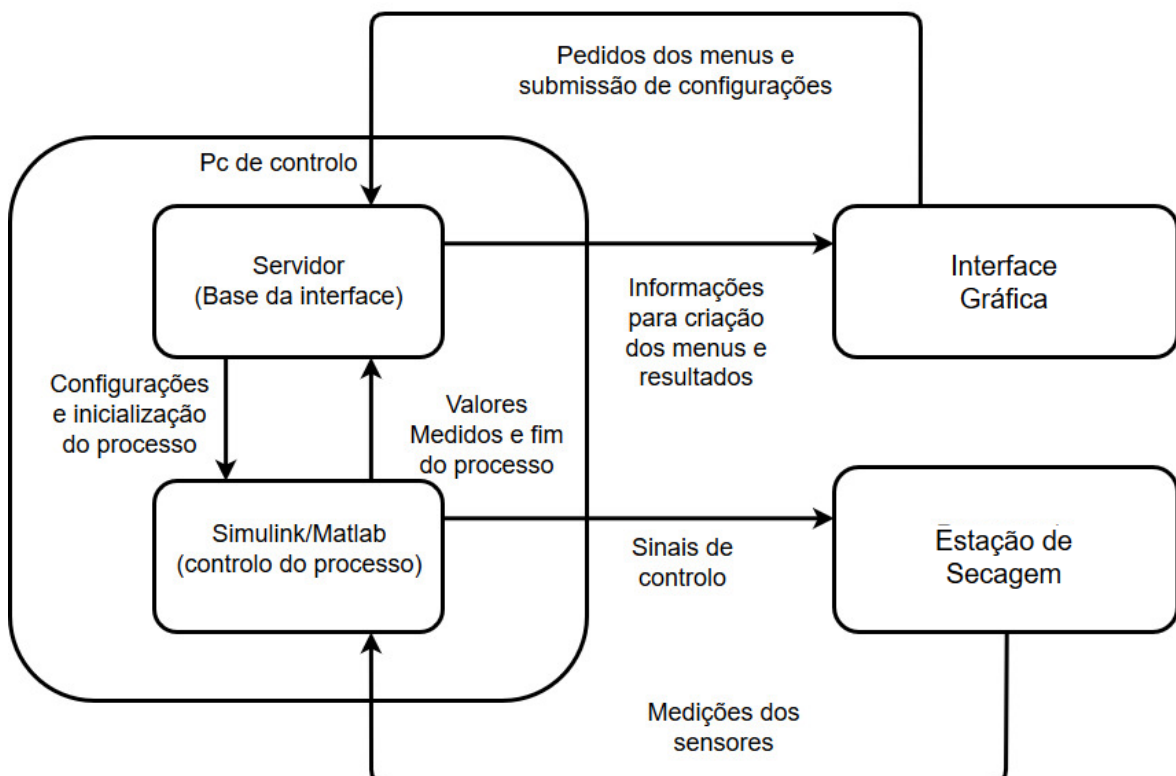 Pedidos dos menus e
submissão de configurações
Pc de controlo
Servidor
(Base da interface)
Interface
Gráfica
Informações
para criação
dos menus e
resultados
Configurações
e inicialização
do processo
Valores
Medidos e fim
do processo
Simulink/Matlab
(controlo do processo)
Sinais de
controlo
Estação de
Secagem
Medições dos
sensores